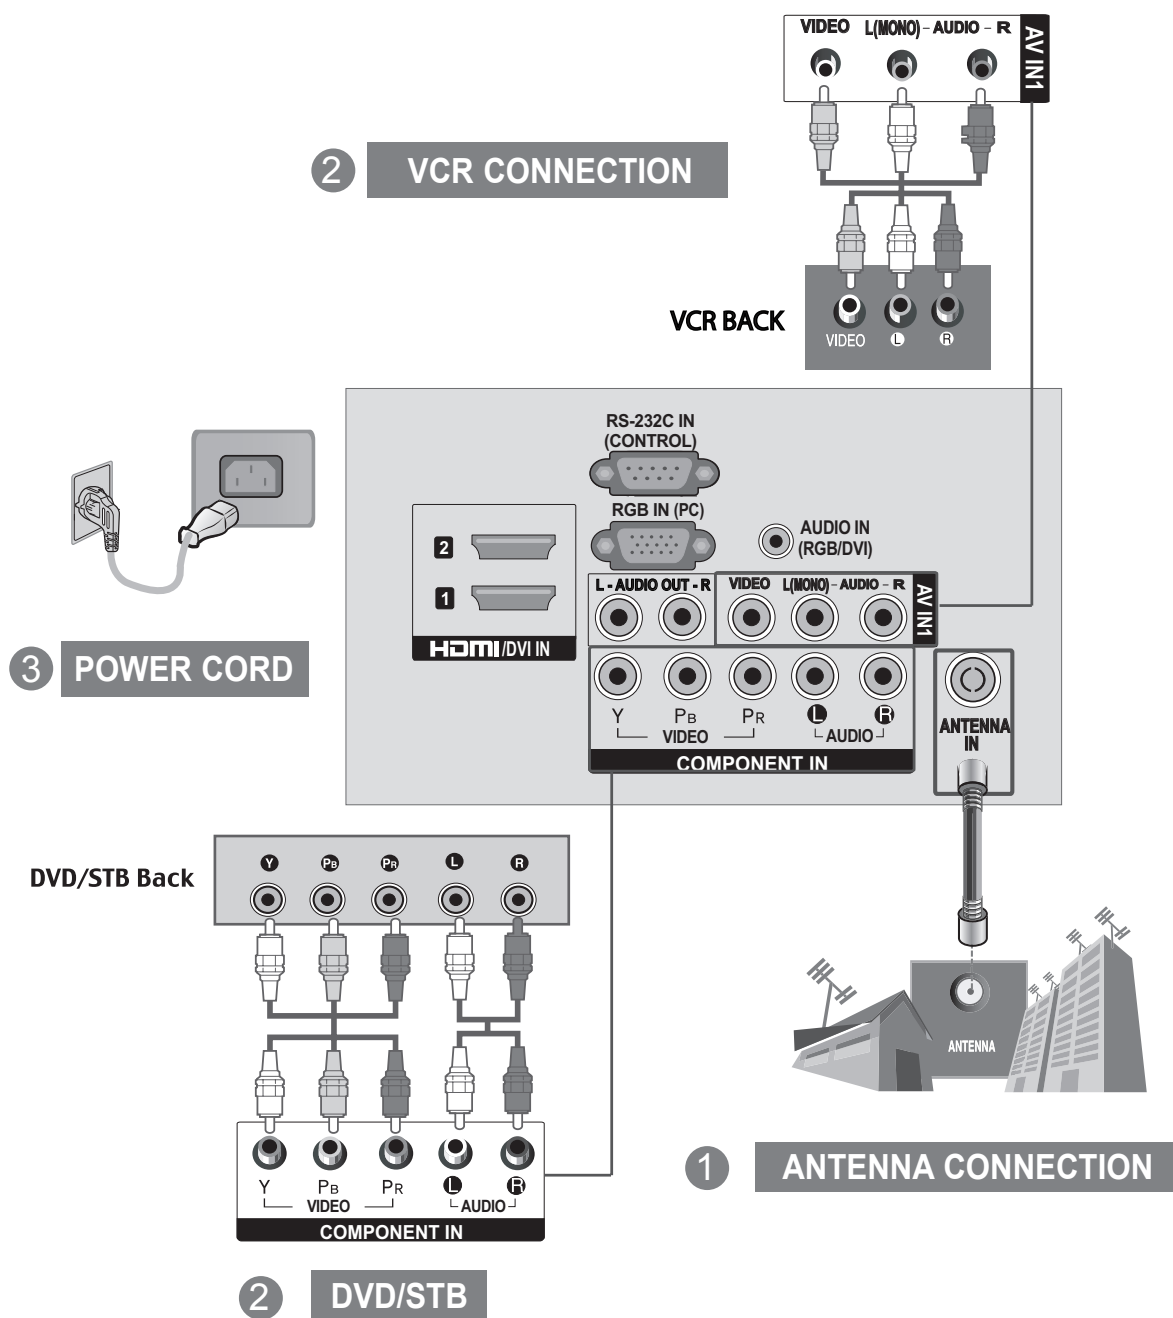 VIDEO L(MONO) - AUDIO - R
AV IN1
2 VCR CONNECTION
VCR BACK
VIDEO L R
RS-232C IN
(CONTROL)
RGB IN (PC)
AUDIO IN
(RGB/DVI)
2
1
HDMI/DVI IN
L - AUDIO OUT - R
VIDEO L(MONO) - AUDIO - R
AV IN1
Y PB PR L R
VIDEO AUDIO
COMPONENT IN
ANTENNA
IN
3 POWER CORD
DVD/STB Back
Y PB PR L R
ANTENNA
Y PB PR L R
VIDEO AUDIO
COMPONENT IN
1 ANTENNA CONNECTION
2 DVD/STB